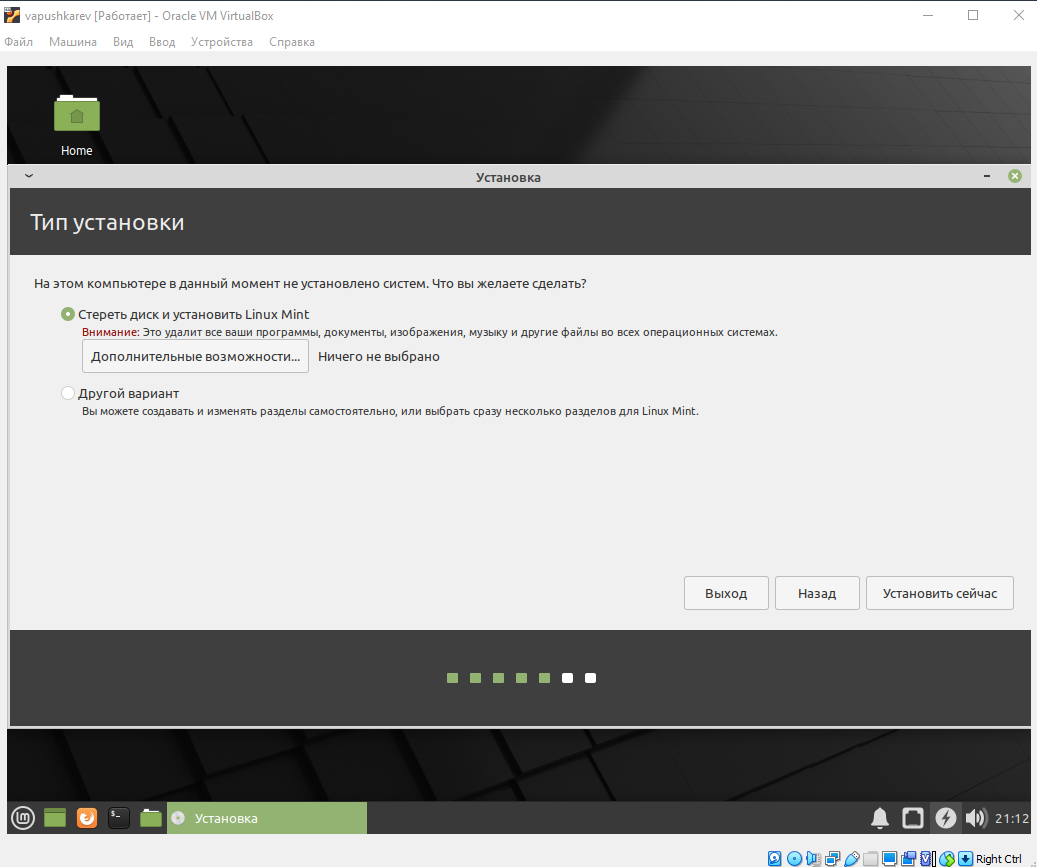 vapushkarev [Работает] - Oracle VM VirtualBox
Файл Машина Вид Ввод Устройства Справка
Home
Установка
Тип установки
На этом компьютере в данный момент не установлено систем. Что вы желаете сделать?
Стереть диск и установить Linux Mint
Внимание: Это удалит все ваши программы, документы, изображения, музыку и другие файлы во всех операционных системах.
Дополнительные возможности... Ничего не выбрано
Другой вариант
Вы можете создавать и изменять разделы самостоятельно, или выбрать сразу несколько разделов для Linux Mint.
Выход Назад Установить сейчас
Установка 21:12
Right Ctrl